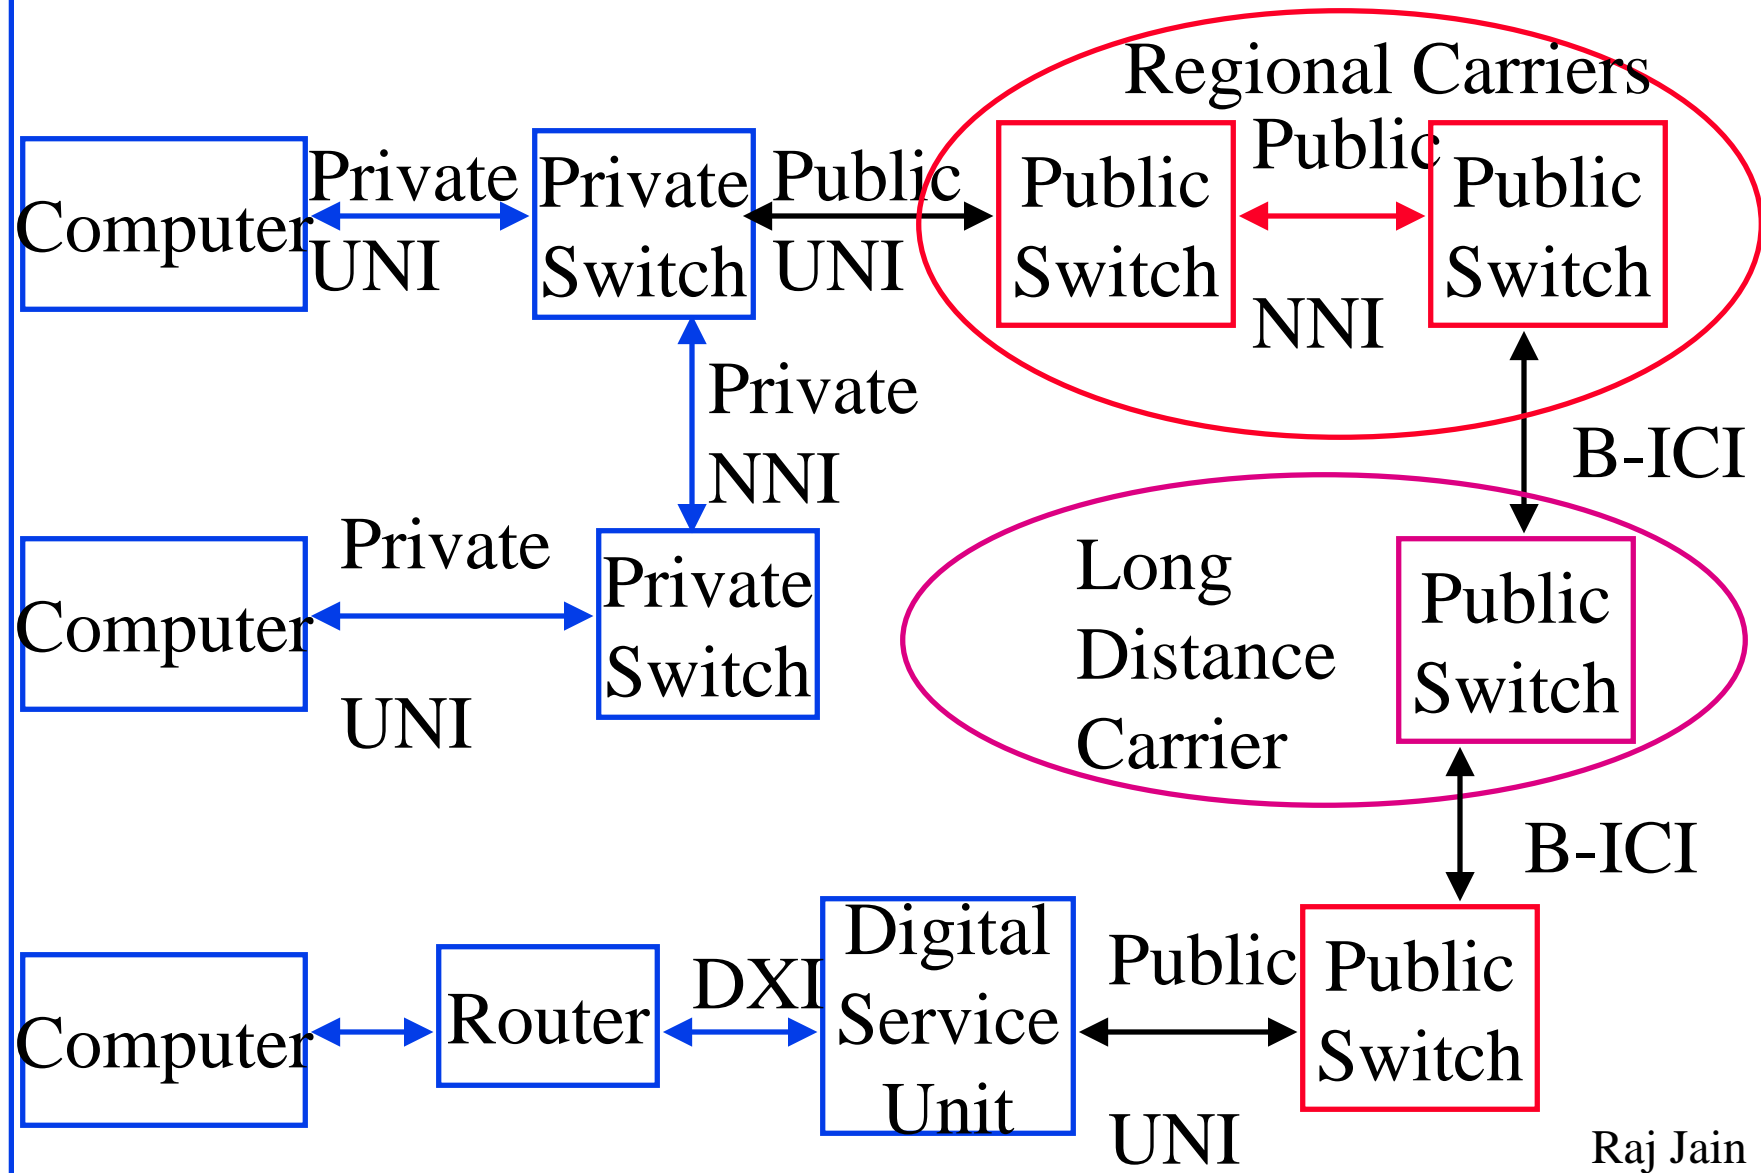 Regional Carriers
Computer
Private
UNI
Private
Switch
Public
UNI
Public
Switch
Public
NNI
Public
Switch
Private
NNI
B-ICI
Computer
Private
UNI
Private
Switch
Long
Distance
Carrier
Public
Switch
B-ICI
Computer
Router
DXI
Digital
Service
Unit
Public
UNI
Public
Switch
Raj Jain